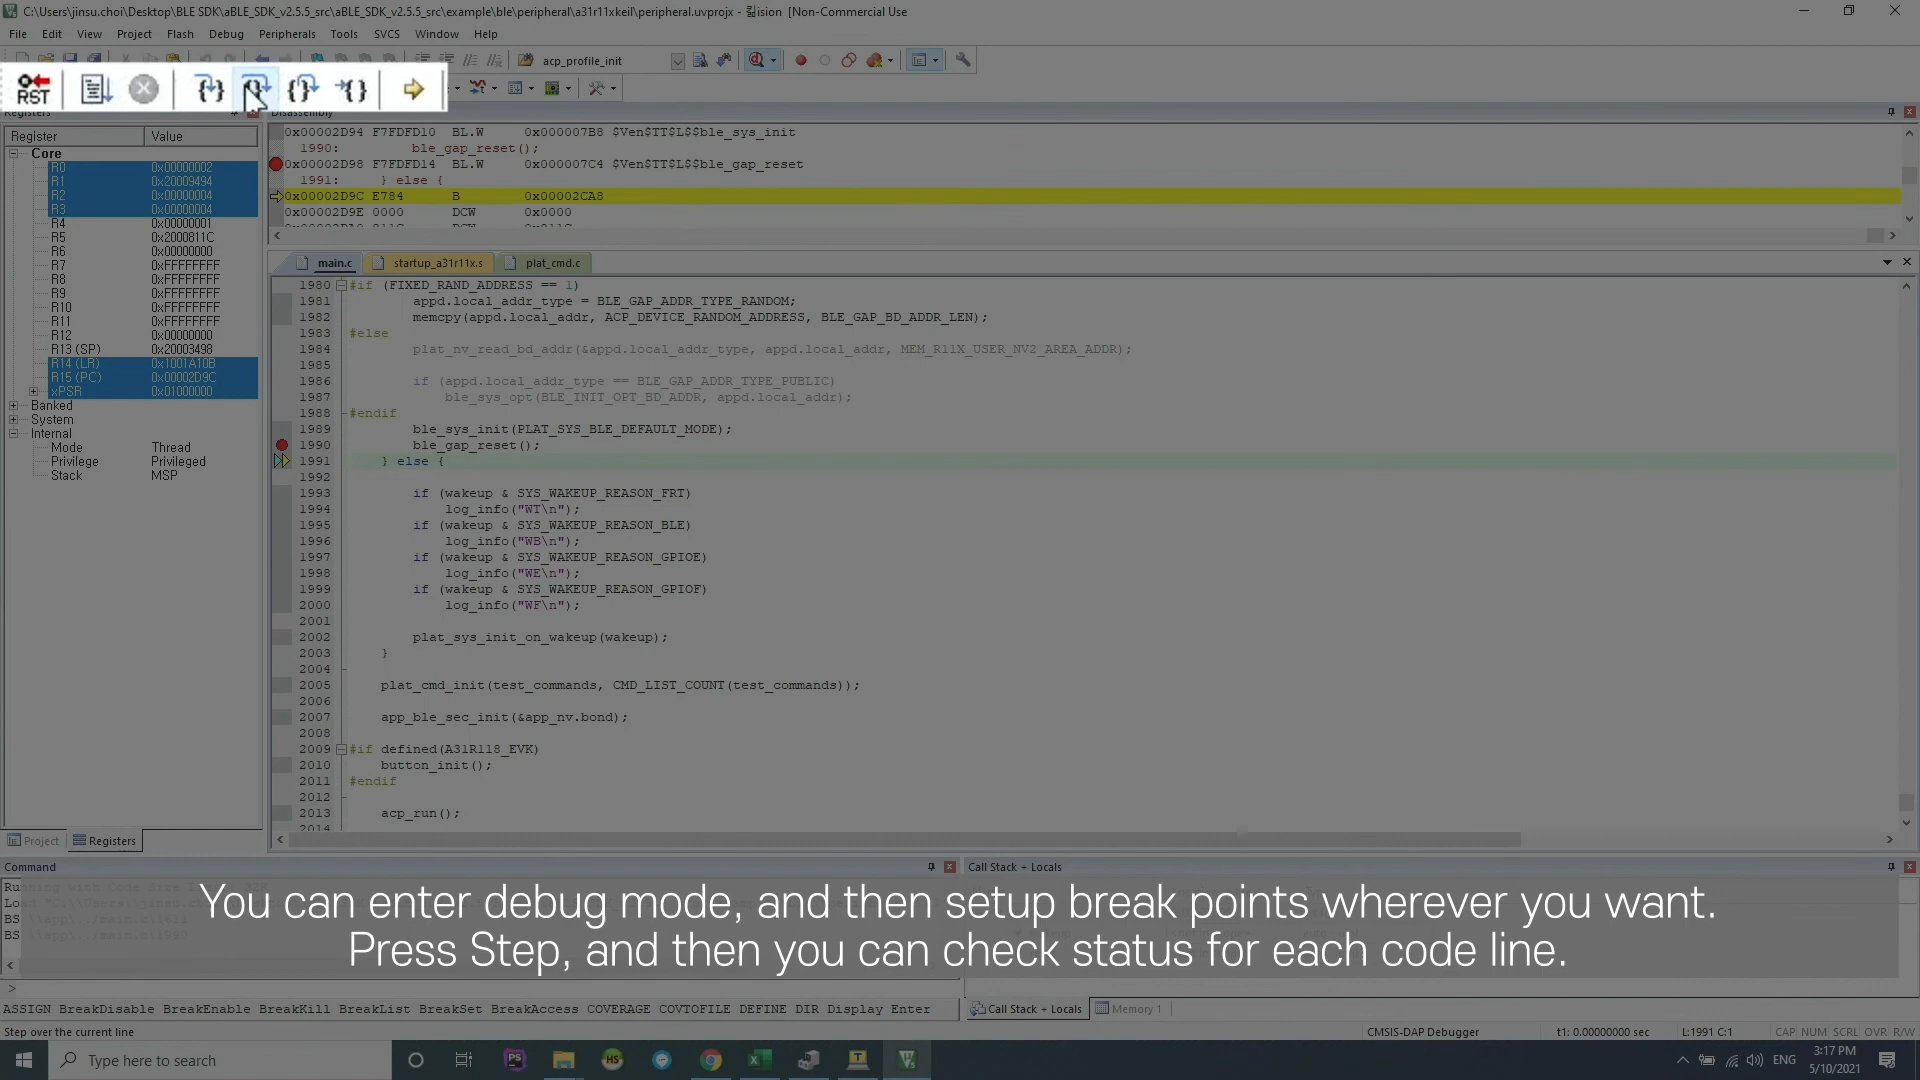 C:\Users\jinsu.choi\Desktop\BLE SDK\aBLE_SDK_v2.5.5_src\aBLE_SDK_v2.5.5_src\example\ble\peripheral\a31r11xkeil\peripheral.uvprojx - 킮ision [Non-Commercial Use
File Edit View Project Flash Debug Peripherals Tools SVCS Window Help
acp_profile_init
RST
Registers
Disassembly
Register Value
0x00002D94 F7FDFD10 BL.W 0x000007B8 $Ven$TT$L$$ble_sys_init
1990: ble_gap_reset();
0x00002D98 F7FDFD14 BL.W 0x000007C4 $Ven$TT$L$$ble_gap_reset
1991: } else {
0x00002D9C E784 B 0x00002CA8
0x00002D9E 0000 DCW 0x0000
Core
R0 0x00000002
R1 0x20009494
R2 0x00000004
R3 0x00000004
R4 0x00000001
R5 0x2000811C
R6 0x00000000
R7 0xFFFFFFFF
R8 0xFFFFFFFF
R9 0xFFFFFFFF
R10 0xFFFFFFFF
R11 0xFFFFFFFF
R12 0x00000000
R13 (SP) 0x20003498
R14 (LR) 0x1001A10B
R15 (PC) 0x00002D9C
xPSR 0x01000000
Banked
System
Internal
Mode Thread
Privilege Privileged
Stack MSP
Project Registers
main.c startup_a31r11x.s plat_cmd.c
1980 #if (FIXED_RAND_ADDRESS == 1)
1981 appd.local_addr_type = BLE_GAP_ADDR_TYPE_RANDOM;
1982 memcpy(appd.local_addr, ACP_DEVICE_RANDOM_ADDRESS, BLE_GAP_BD_ADDR_LEN);
1983 #else
1984 plat_nv_read_bd_addr(&appd.local_addr_type, appd.local_addr, MEM_R11X_USER_NV2_AREA_ADDR);
1985
1986 if (appd.local_addr_type == BLE_GAP_ADDR_TYPE_PUBLIC)
1987 ble_sys_opt(BLE_INIT_OPT_BD_ADDR, appd.local_addr);
1988 #endif
1989 ble_sys_init(PLAT_SYS_BLE_DEFAULT_MODE);
1990 ble_gap_reset();
1991 } else {
1992
1993 if (wakeup & SYS_WAKEUP_REASON_FRT)
1994 log_info("WT\n");
1995 if (wakeup & SYS_WAKEUP_REASON_BLE)
1996 log_info("WB\n");
1997 if (wakeup & SYS_WAKEUP_REASON_GPIOE)
1998 log_info("WE\n");
1999 if (wakeup & SYS_WAKEUP_REASON_GPIOF)
2000 log_info("WF\n");
2001
2002 plat_sys_init_on_wakeup(wakeup);
2003 }
2004
2005 plat_cmd_init(test_commands, CMD_LIST_COUNT(test_commands));
2006
2007 app_ble_sec_init(&app_nv.bond);
2008
2009 #if defined(A31R118_EVK)
2010 button_init();
2011 #endif
2012
2013 acp_run();
2014
Command
Call Stack + Locals
You can enter debug mode, and then setup break points wherever you want.
Press Step, and then you can check status for each code line.
>
ASSIGN BreakDisable BreakEnable BreakKill BreakList BreakSet BreakAccess COVERAGE COVTOFILE DEFINE DIR Display Enter
Call Stack + Locals Memory 1
Step over the current line
CMSIS-DAP Debugger t1: 0.00000000 sec L:1991 C:1 CAP NUM SCRL OVR R/W
Type here to search
ENG
3:17 PM
5/10/2021